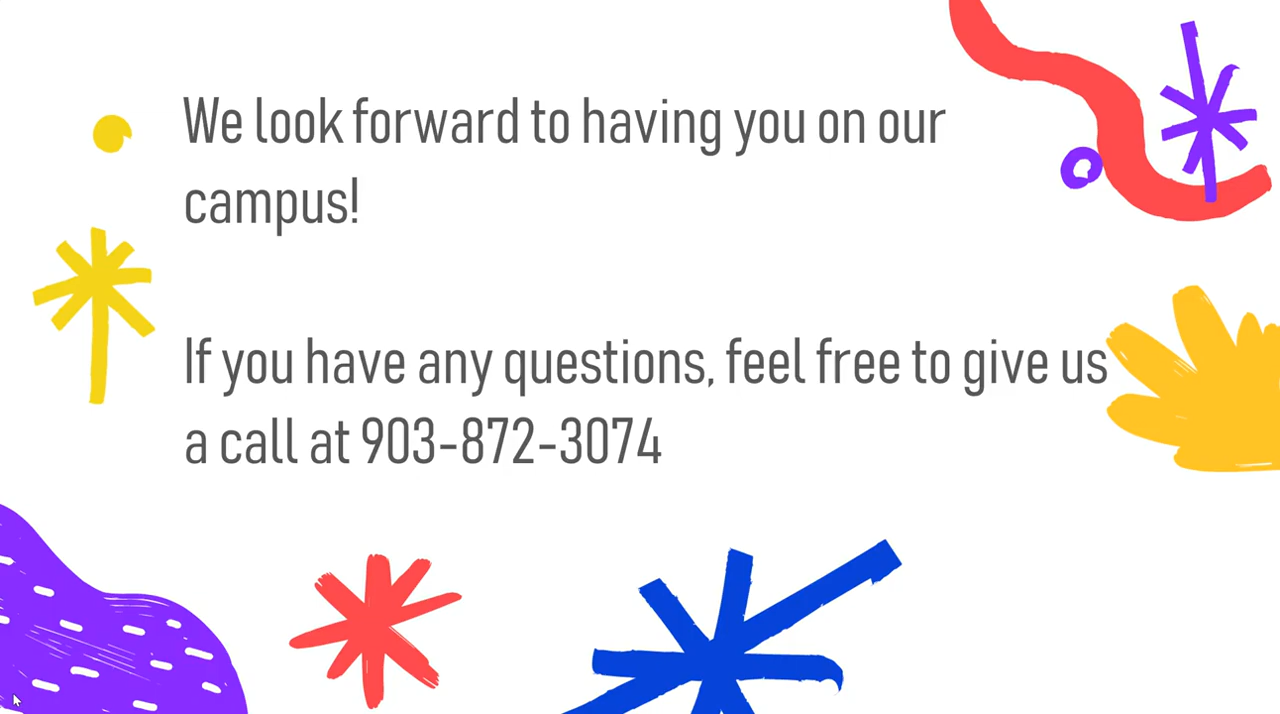 We look forward to having you on our
campus!
If you have any questions, feel free to give us
a call at 903-872-3074